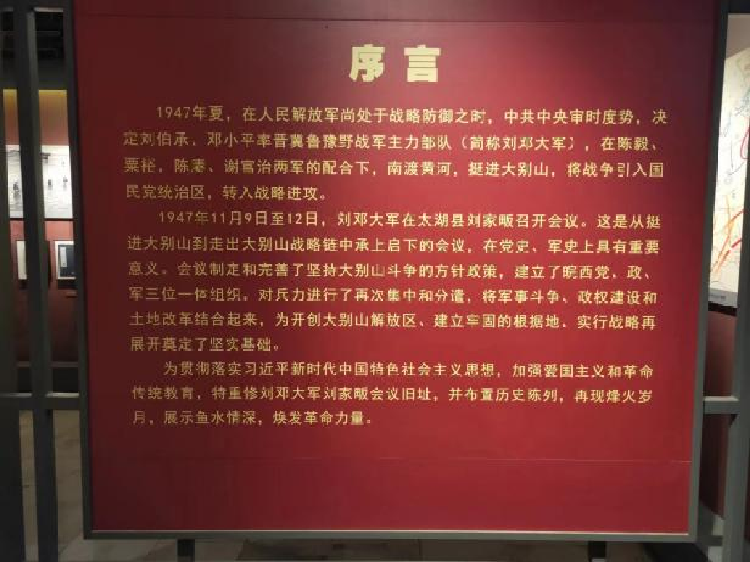 序言
1947年夏，在人民解放军尚处于战略防御之时，中共中央审时度势，决
定刘伯承，邓小平率晋冀鲁豫野战军主力部队（简称刘邓大军），在陈毅、
粟裕，陈赓、谢富治两军的配合下，南渡黄河，挺进大别山，将战争引入国
民党统治区，转入战略进攻。
1947年11月9日至12日，刘邓大军在太湖县刘家畈召开会议。这是从挺
进大别山到走出大别山战略链中承上启下的会议，在党史、军史上具有重要
意义。会议制定和完善了坚持大别山斗争的方针政策，建立了皖西党、政、
军三位一体组织。对兵力进行了再次集中和分遣，将军事斗争、政权建设和
土地改革结合起来，为开创大别山解放区、建立牢固的根据地、实行战略再
展开奠定了坚实基础。
为贯彻落实习近平新时代中国特色社会主义思想，加强爱国主义和革命
传统教育，特重修刘邓大军刘家畈会议旧址，并布置历史陈列，再现烽火岁
月，展示鱼水情深，焕发革命力量。